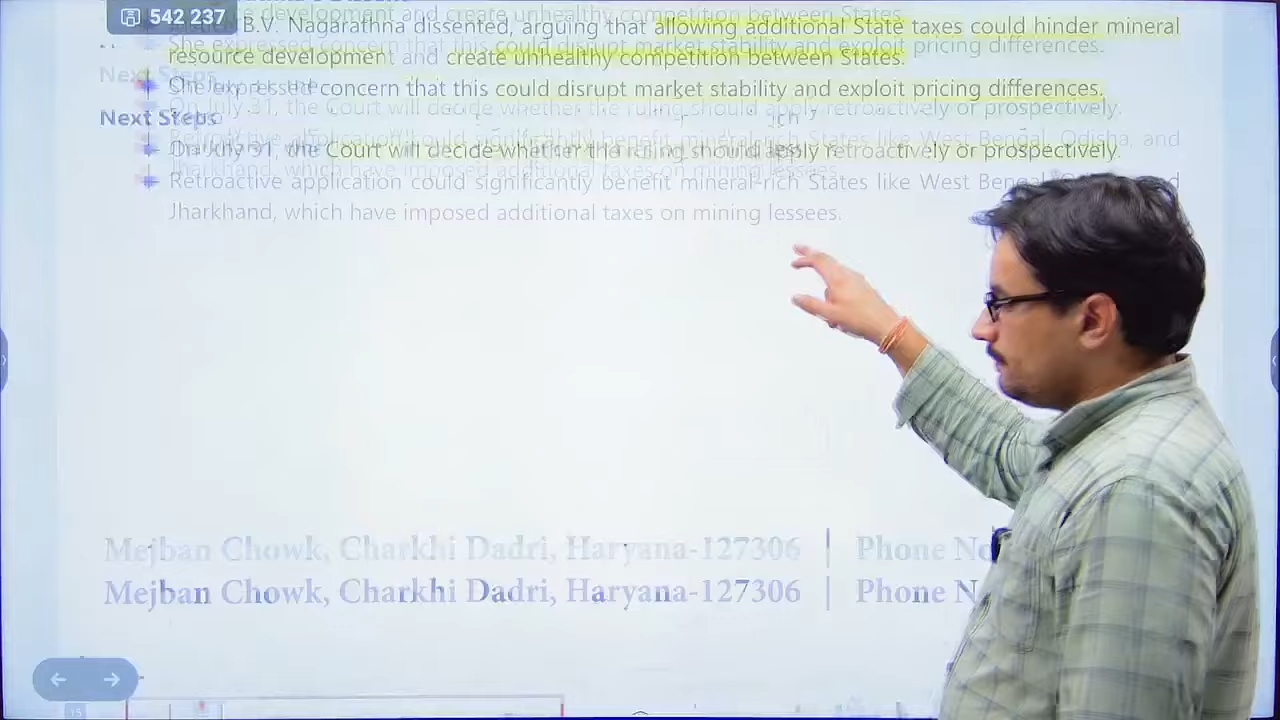 542 237
B.V. Nagarathna dissented, arguing that allowing additional State taxes could hinder mineral
resource development and create unhealthy competition between States.
She expressed concern that this could disrupt market stability and exploit pricing differences.
Next Steps
On July 31, the Court will decide whether the ruling should apply retroactively or prospectively.
Retroactive application could significantly benefit mineral-rich States like West Bengal,
Jharkhand, which have imposed additional taxes on mining lessees.
Mejban Chowk, Charkhi Dadri, Haryana-127306 | Phone No
Mejban Chowk, Charkhi Dadri, Haryana-127306 | Phone N
15